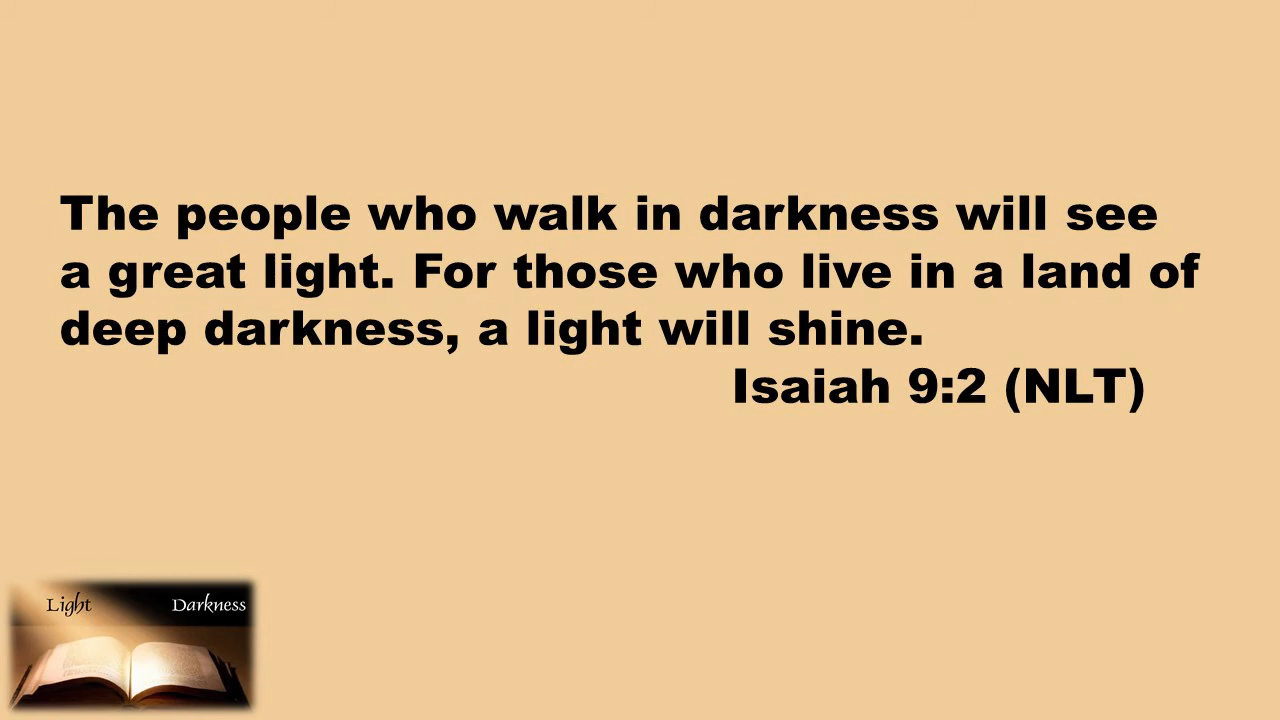 The people who walk in darkness will see
a great light. For those who live in a land of
deep darkness, a light will shine.
Isaiah 9:2 (NLT)
Light Darkness